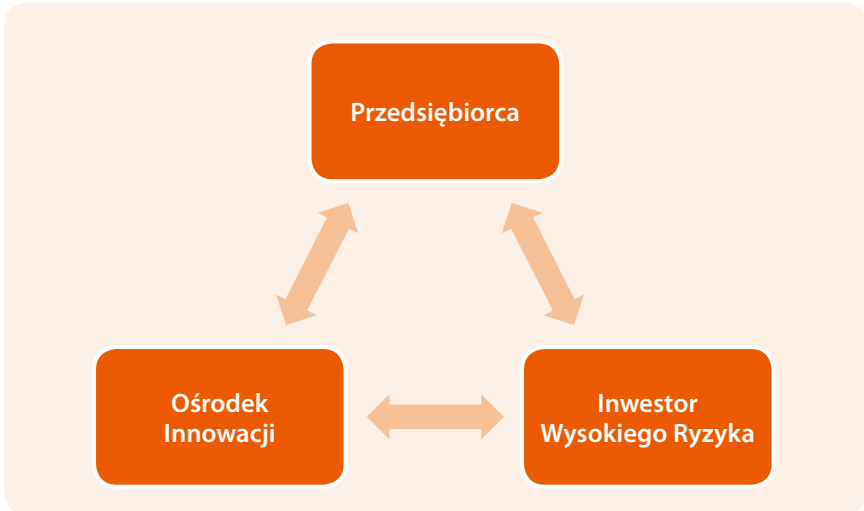 Przedsiębiorca
Ośrodek
Innowacji
Inwestor
Wysokiego Ryzyka